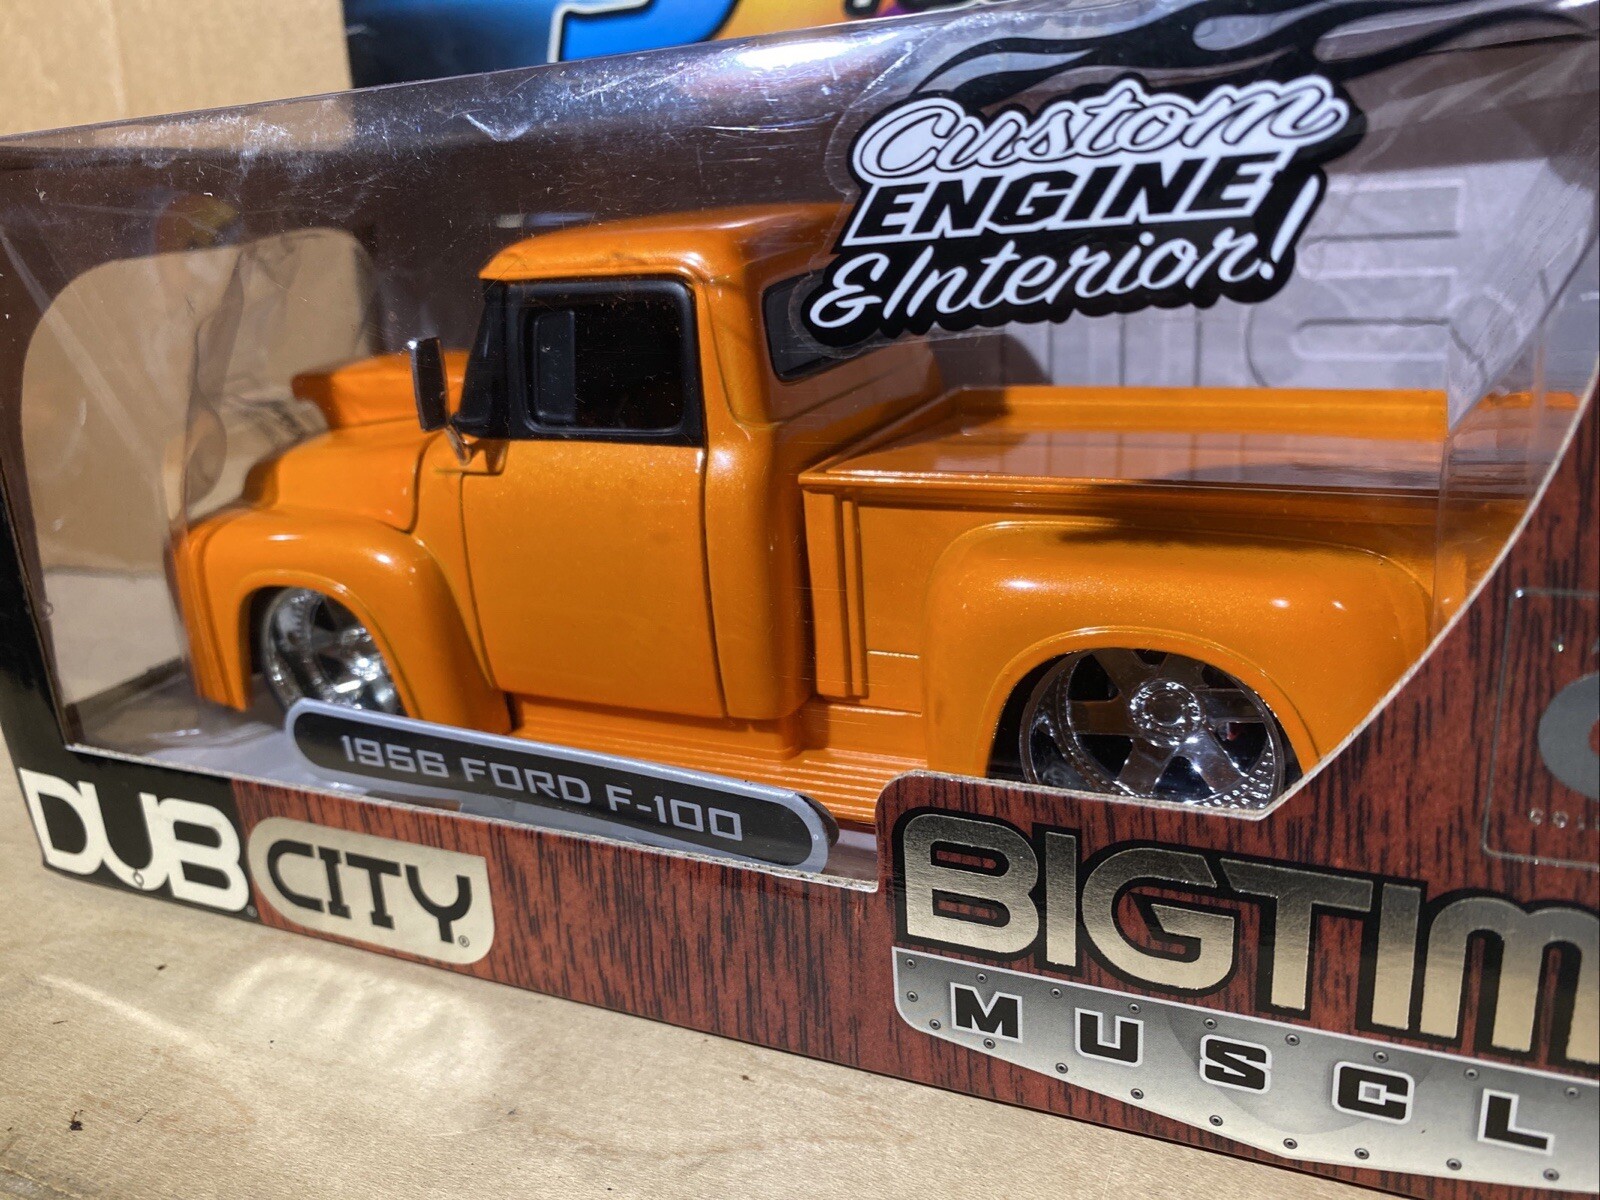 Custom
ENGINE
& Interior!
1956 FORD F-100
DUB CITY
BIGTIM
MUSCL